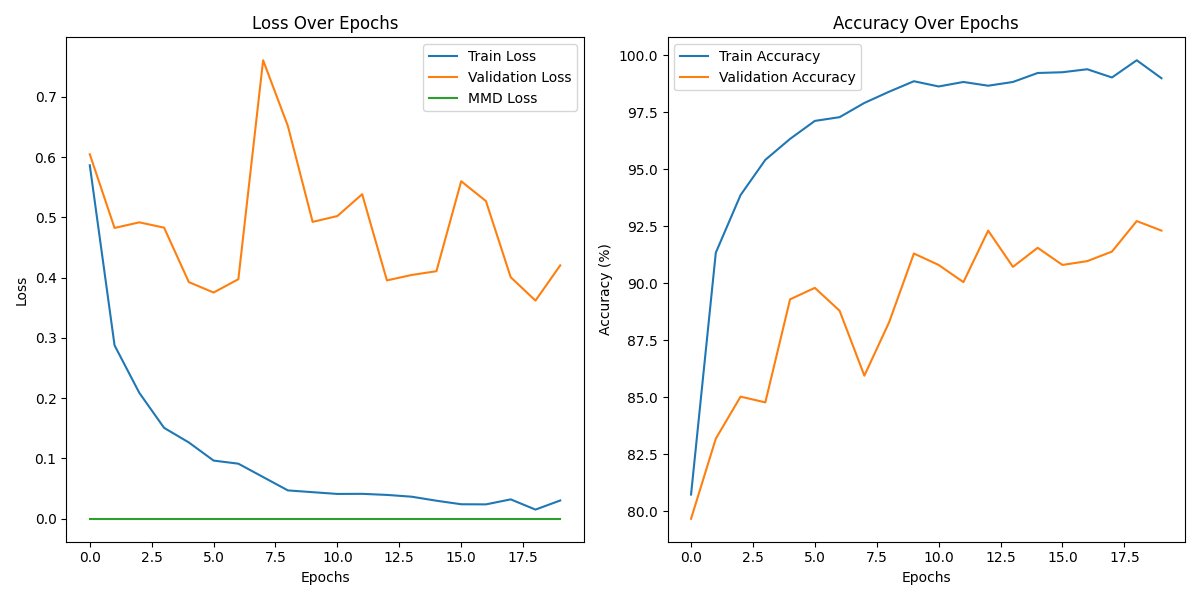 Loss Over Epochs
Train Loss
Validation Loss
MMD Loss
Loss
0.7
0.6
0.5
0.4
0.3
0.2
0.1
0.0
0.0 2.5 5.0 7.5 10.0 12.5 15.0 17.5
Epochs
Accuracy Over Epochs
Train Accuracy
Validation Accuracy
Accuracy (%)
100.0
97.5
95.0
92.5
90.0
87.5
85.0
82.5
80.0
0.0 2.5 5.0 7.5 10.0 12.5 15.0 17.5
Epochs